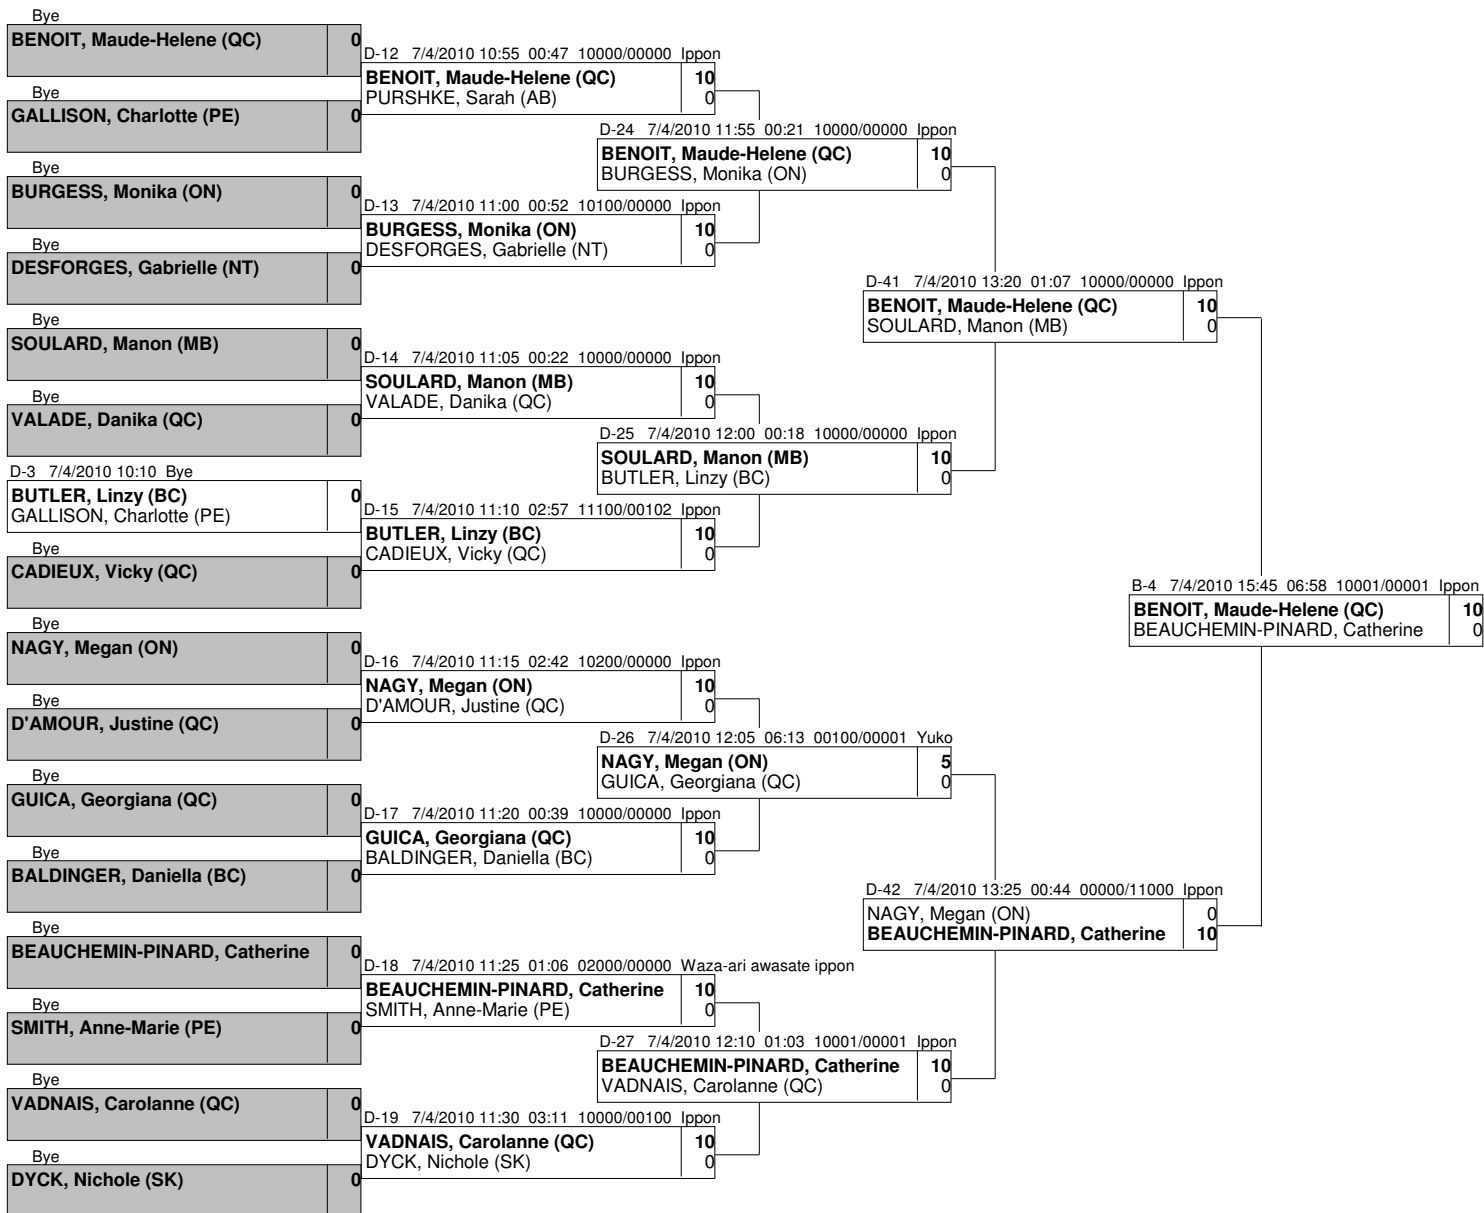 Bye
BENOIT, Maude-Helene (QC) 0
Bye
GALLISON, Charlotte (PE) 0
Bye
BURGESS, Monika (ON) 0
Bye
DESFORGES, Gabrielle (NT) 0
Bye
SOULARD, Manon (MB) 0
Bye
VALADE, Danika (QC) 0
D-3 7/4/2010 10:10 Bye
BUTLER, Linzy (BC) 0
GALLISON, Charlotte (PE)
Bye
CADIEUX, Vicky (QC) 0
Bye
NAGY, Megan (ON) 0
Bye
D'AMOUR, Justine (QC) 0
Bye
GUICA, Georgiana (QC) 0
Bye
BALDINGER, Daniella (BC) 0
Bye
BEAUCHEMIN-PINARD, Catherine 0
Bye
SMITH, Anne-Marie (PE) 0
Bye
VADNAIS, Carolanne (QC) 0
Bye
DYCK, Nichole (SK) 0
D-12 7/4/2010 10:55 00:47 10000/00000 Ippon
BENOIT, Maude-Helene (QC) 10
PURSHKE, Sarah (AB) 0
D-13 7/4/2010 11:00 00:52 10100/00000 Ippon
BURGESS, Monika (ON) 10
DESFORGES, Gabrielle (NT) 0
D-14 7/4/2010 11:05 00:22 10000/00000 Ippon
SOULARD, Manon (MB) 10
VALADE, Danika (QC) 0
D-15 7/4/2010 11:10 02:57 11100/00102 Ippon
BUTLER, Linzy (BC) 10
CADIEUX, Vicky (QC) 0
D-16 7/4/2010 11:15 02:42 10200/00000 Ippon
NAGY, Megan (ON) 10
D'AMOUR, Justine (QC) 0
D-17 7/4/2010 11:20 00:39 10000/00000 Ippon
GUICA, Georgiana (QC) 10
BALDINGER, Daniella (BC) 0
D-18 7/4/2010 11:25 01:06 02000/00000 Waza-ari awasate ippon
BEAUCHEMIN-PINARD, Catherine 10
SMITH, Anne-Marie (PE) 0
D-19 7/4/2010 11:30 03:11 10000/00100 Ippon
VADNAIS, Carolanne (QC) 10
DYCK, Nichole (SK) 0
D-24 7/4/2010 11:55 00:21 10000/00000 Ippon
BENOIT, Maude-Helene (QC) 10
BURGESS, Monika (ON) 0
D-25 7/4/2010 12:00 00:18 10000/00000 Ippon
SOULARD, Manon (MB) 10
BUTLER, Linzy (BC) 0
D-26 7/4/2010 12:05 06:13 00100/00001 Yuko
NAGY, Megan (ON) 5
GUICA, Georgiana (QC) 0
D-27 7/4/2010 12:10 01:03 10001/00001 Ippon
BEAUCHEMIN-PINARD, Catherine 10
VADNAIS, Carolanne (QC) 0
D-41 7/4/2010 13:20 01:07 10000/00000 Ippon
BENOIT, Maude-Helene (QC) 10
SOULARD, Manon (MB) 0
D-42 7/4/2010 13:25 00:44 00000/11000 Ippon
NAGY, Megan (ON) 0
BEAUCHEMIN-PINARD, Catherine 10
B-4 7/4/2010 15:45 06:58 10001/00001 Ippon
BENOIT, Maude-Helene (QC) 10
BEAUCHEMIN-PINARD, Catherine 0